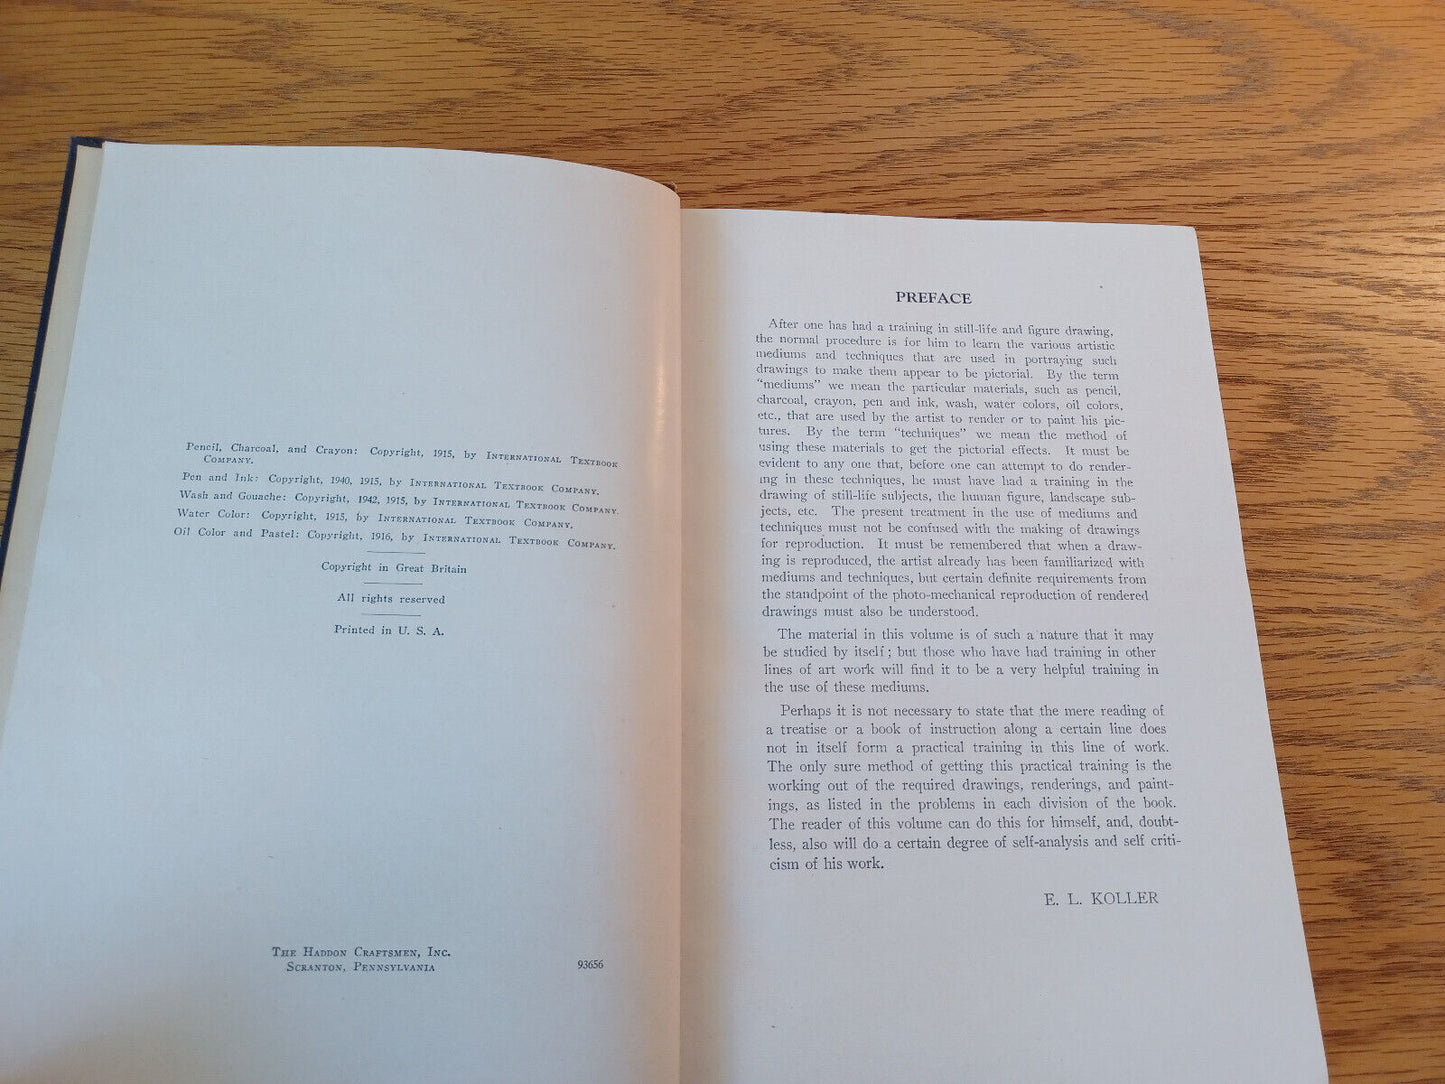 Pencil, Charcoal, and Crayon: Copyright, 1915, by INTERNATIONAL TEXTBOOK
COMPANY.
Pen and Ink: Copyright, 1940, 1915, by INTERNATIONAL TEXTBOOK COMPANY.
Wash and Gouache: Copyright, 1942, 1915, by INTERNATIONAL TEXTBOOK COMPANY.
Water Color: Copyright, 1915, by INTERNATIONAL TEXTBOOK COMPANY.
Oil Color and Pastel: Copyright, 1916, by INTERNATIONAL TEXTBOOK COMPANY.
Copyright in Great Britain
All rights reserved
Printed in U. S. A.
THE HADDON CRAFTSMEN, INC.
SCRANTON, PENNSYLVANIA
93656
PREFACE
After one has had a training in still-life and figure drawing,
the normal procedure is for him to learn the various artistic
mediums and techniques that are used in portraying such
drawings to make them appear to be pictorial. By the term
"mediums" we mean the particular materials, such as pencil,
charcoal, crayon, pen and ink, wash, water colors, oil colors,
etc., that are used by the artist to render or to paint his pic-
tures. By the term "techniques" we mean the method of
using these materials to get the pictorial effects. It must be
evident to any one that, before one can attempt to do render-
ing in these techniques, he must have had a training in the
drawing of still-life subjects, the human figure, landscape sub-
jects, etc. The present treatment in the use of mediums and
techniques must not be confused with the making of drawings
for reproduction. It must be remembered that when a draw-
ing is reproduced, the artist already has been familiarized with
mediums and techniques, but certain definite requirements from
the standpoint of the photo-mechanical reproduction of rendered
drawings must also be understood.
The material in this volume is of such a nature that it may
be studied by itself; but those who have had training in other
lines of art work will find it to be a very helpful training in
the use of these mediums.
Perhaps it is not necessary to state that the mere reading of
a treatise or a book of instruction along a certain line does
not in itself form a practical training in this line of work.
The only sure method of getting this practical training is the
working out of the required drawings, renderings, and paint-
ings, as listed in the problems in each division of the book.
The reader of this volume can do this for himself, and, doubt-
less, also will do a certain degree of self-analysis and self criti-
cism of his work.
E. L. KOLLER